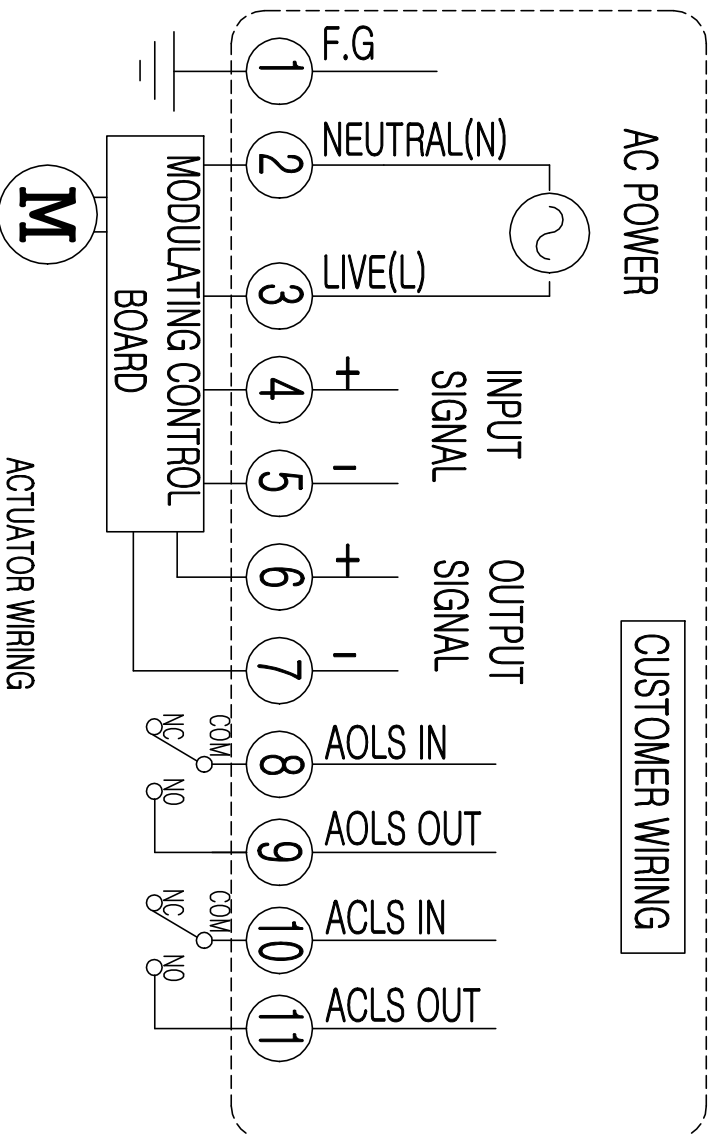 CUSTOMER WIRING
AC POWER
INPUT
SIGNAL
OUTPUT
SIGNAL
F.G
NEUTRAL(N)
LIVE(L)
+
-
+
-
AOLS IN
AOLS OUT
ACLS IN
ACLS OUT
1
2
3
4
5
6
7
8
9
10
11
MODULATING CONTROL
BOARD
M
COM
NC
NO
COM
NC
NO
ACTUATOR WIRING